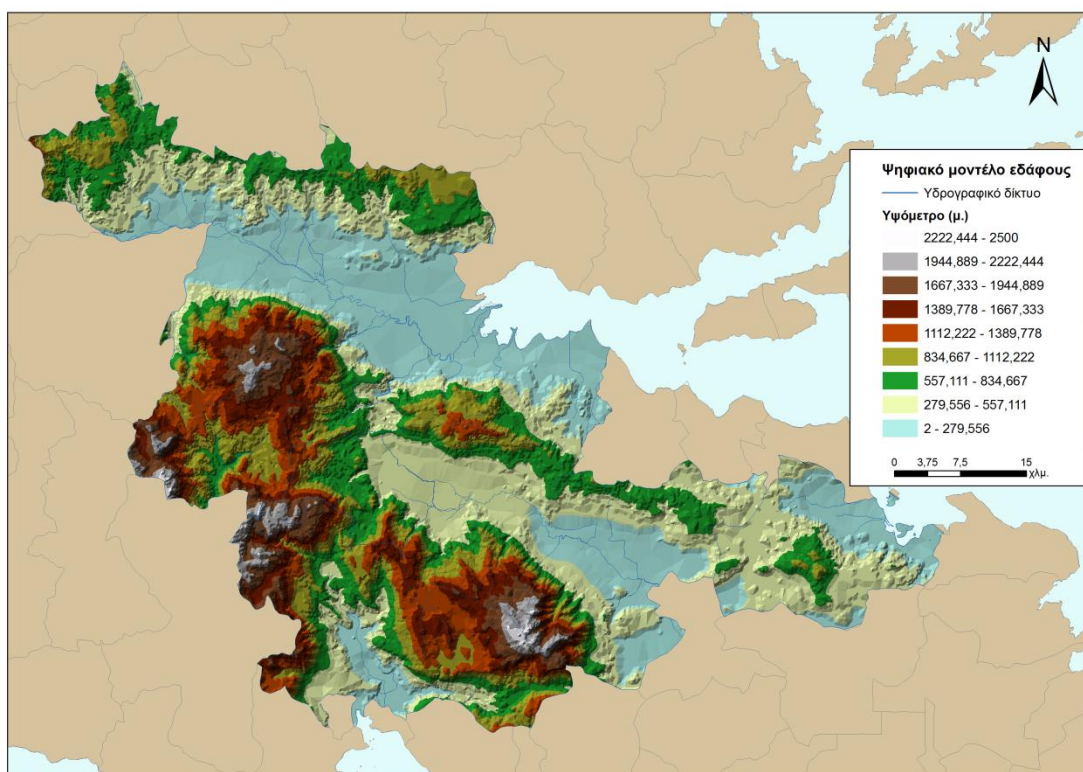 N
Ψηφιακό μοντέλο εδάφους
Υδρογραφικό δίκτυο
Υψόμετρο (μ.)
2222,444 - 2500
1944,889 - 2222,444
1667,333 - 1944,889
1389,778 - 1667,333
1112,222 - 1389,778
834,667 - 1112,222
557,111 - 834,667
279,556 - 557,111
2 - 279,556
0 3,75 7,5 15
χλμ.